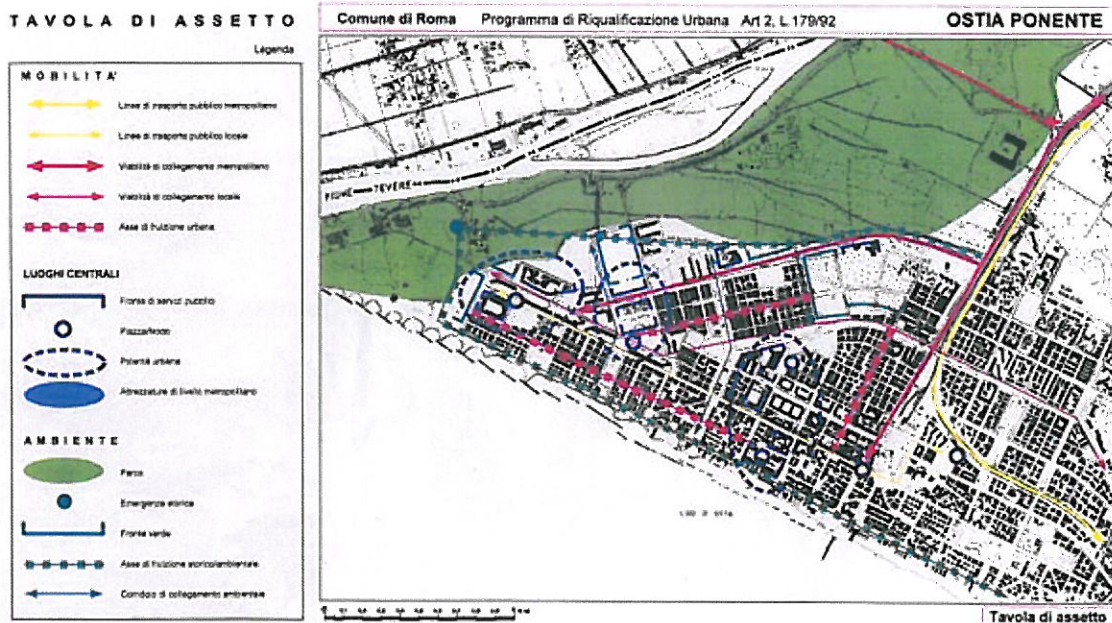 TAVOLA DI ASSETTO
Legenda
MOBILITA'
Linee di trasporto pubblico metropolitano
Linee di trasporto pubblico locale
Viabilità di collegamento metropolitano
Viabilità di collegamento locale
Asse di fruizione urbana
LUOGHI CENTRALI
Fronte di servizi pubblici
Piazza/Nodo
Polarità urbana
Attrezzature di livello metropolitano
AMBIENTE
Parco
Emergenza storica
Fronte verde
Asse di fruizione storico/ambientale
Corridoio di collegamento ambientale
Comune di Roma Programma di Riqualificazione Urbana Art 2, L 179/92 OSTIA PONENTE
FIUME TEVERE
LIDO DI OSTIA
Tavola di assetto